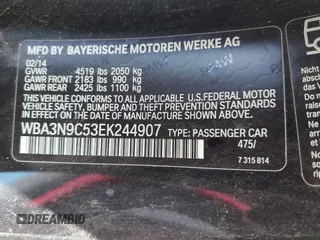 MFD. BY BAYERISCHE MOTOREN WERKE AG
02/14
GVWR 4519 lbs 2050 kg
GAWR FRONT 2183 lbs 990 kg
GAWR REAR 2425 lbs 1100 kg
THIS VEHICLE CONFORMS TO ALL APPLICABLE U.S. FEDERAL MOTOR
VEHICLE SAFETY, BUMPER, AND THEFT PREVENTION STANDARDS
IN EFFECT ON THE DATE OF MANUFACTURE SHOWN ABOVE.
WBA3N9C53EK244907 TYPE: PASSENGER CAR
475/
7 315 814
DREAMBID